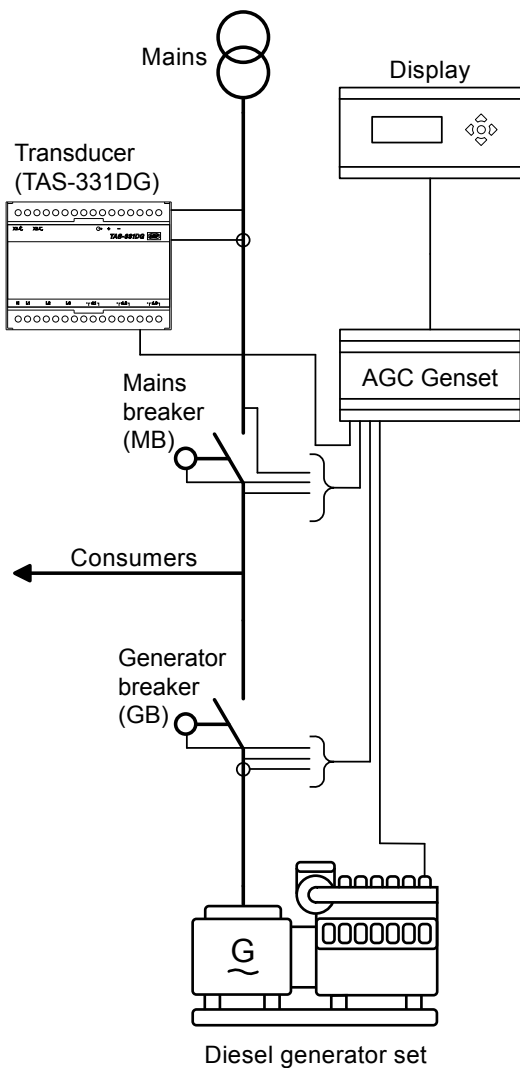 Mains
Display
Transducer
(TAS-331DG)
TAS-331DG
AGC Genset
Mains
breaker
(MB)
Consumers
Generator
breaker
(GB)
G
Diesel generator set